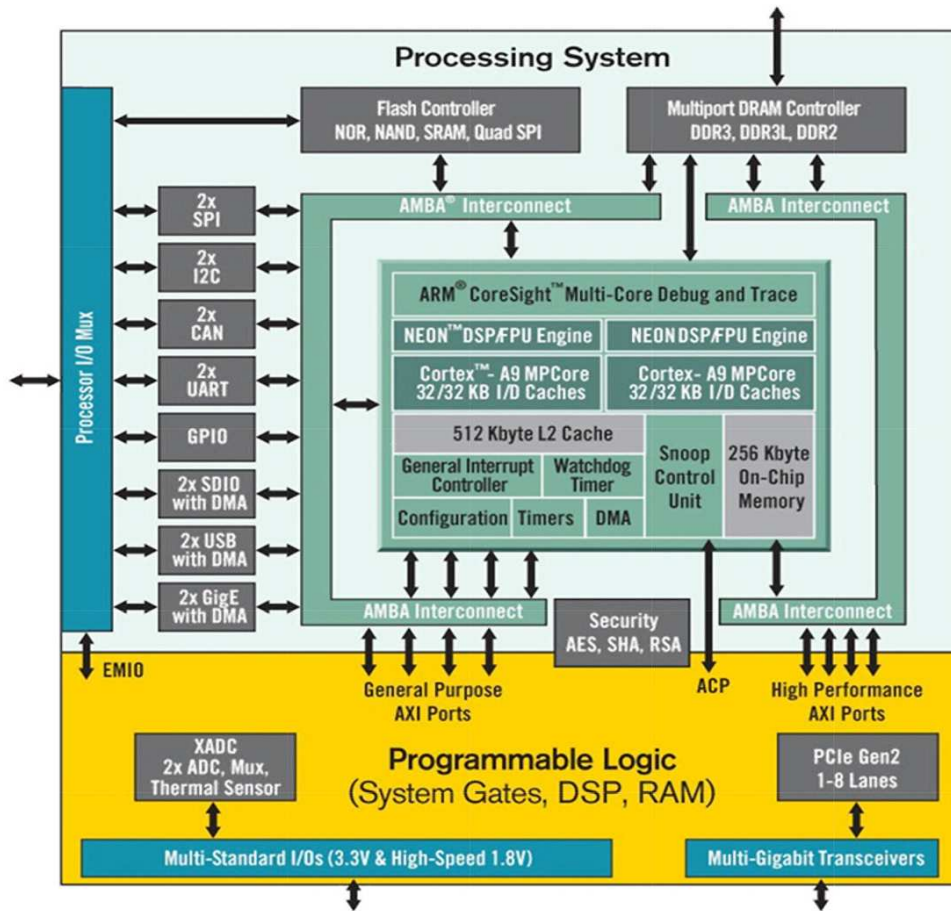 Processing System
Flash Controller
NOR, NAND, SRAM, Quad SPI
Multiport DRAM Controller
DDR3, DDR3L, DDR2
AMBA® Interconnect
AMBA Interconnect
Processor I/O Mux
2x
SPI
2x
I2C
2x
CAN
2x
UART
GPIO
2x SDIO
with DMA
2x USB
with DMA
2x GigE
with DMA
ARM® CoreSight™ Multi-Core Debug and Trace
NEON™ DSP/FPU Engine
NEON DSP/FPU Engine
Cortex™- A9 MPCore
32/32 KB I/D Caches
Cortex- A9 MPCore
32/32 KB I/D Caches
512 Kbyte L2 Cache
General Interrupt
Controller
Watchdog
Timer
Configuration
Timers
DMA
Snoop
Control
Unit
256 Kbyte
On-Chip
Memory
AMBA Interconnect
AMBA Interconnect
Security
AES, SHA, RSA
EMIO
General Purpose
AXI Ports
ACP
High Performance
AXI Ports
XADC
2x ADC, Mux,
Thermal Sensor
Programmable Logic
(System Gates, DSP, RAM)
PCIe Gen2
1-8 Lanes
Multi-Standard I/Os (3.3V & High-Speed 1.8V)
Multi-Gigabit Transceivers